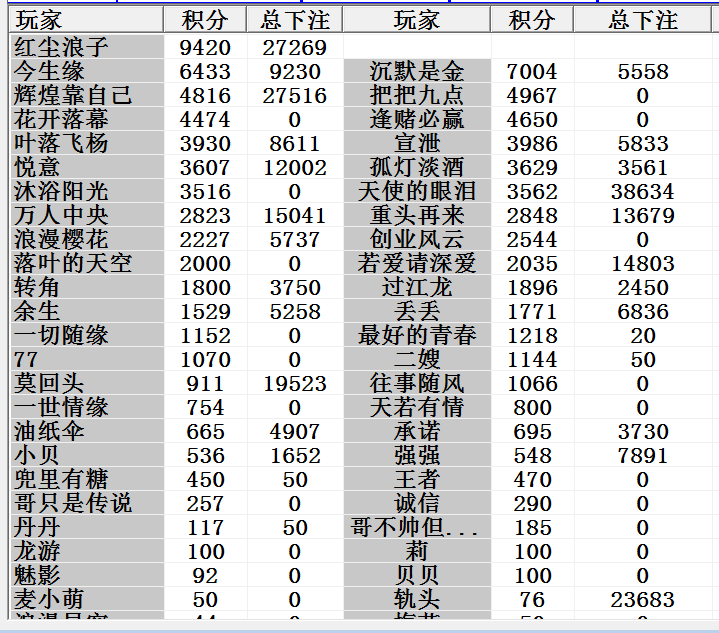 玩家 积分 总下注 玩家 积分 总下注
红尘浪子 9420 27269
今生缘 6433 9230 沉默是金 7004 5558
辉煌靠自己 4816 27516 把把九点 4967 0
花开落幕 4474 0 逢赌必赢 4650 0
叶落飞杨 3930 8611 宣泄 3986 5833
悦意 3607 12002 孤灯淡酒 3629 3561
沐浴阳光 3516 0 天使的眼泪 3562 38634
万人中央 2823 15041 重头再来 2848 13679
浪漫樱花 2227 5737 创业风云 2544 0
落叶的天空 2000 0 若爱请深爱 2035 14803
转角 1800 3750 过江龙 1896 2450
余生 1529 5258 丢丢 1771 6836
一切随缘 1152 0 最好的青春 1218 20
77 1070 0 二嫂 1144 50
莫回头 911 19523 往事随风 1066 0
一世情缘 754 0 天若有情 800 0
油纸伞 665 4907 承诺 695 3730
小贝 536 1652 强强 548 7891
兜里有糖 450 50 王者 470 0
哥只是传说 257 0 诚信 290 0
丹丹 117 50 哥不帅但... 185 0
龙游 100 0 莉 100 0
魅影 92 0 贝贝 100 0
麦小萌 50 0 轨头 76 23683